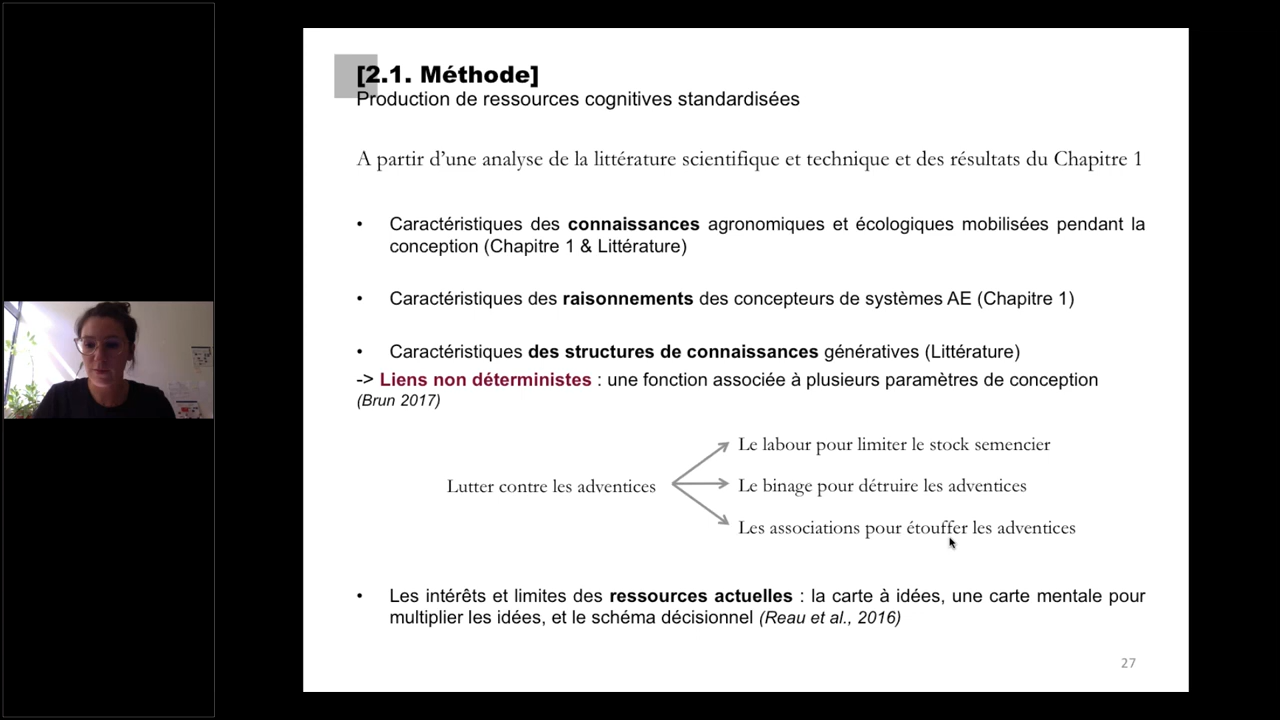 [2.1. Méthode]
Production de ressources cognitives standardisées
A partir d’une analyse de la littérature scientifique et technique et des résultats du Chapitre 1
• Caractéristiques des connaissances agronomiques et écologiques mobilisées pendant la
conception (Chapitre 1 & Littérature)
• Caractéristiques des raisonnements des concepteurs de systèmes AE (Chapitre 1)
• Caractéristiques des structures de connaissances génératives (Littérature)
-> Liens non déterministes : une fonction associée à plusieurs paramètres de conception
(Brun 2017)
Le labour pour limiter le stock semencier
Lutter contre les adventices
Le binage pour détruire les adventices
Les associations pour étouffer les adventices
• Les intérêts et limites des ressources actuelles : la carte à idées, une carte mentale pour
multiplier les idées, et le schéma décisionnel (Reau et al., 2016)
27